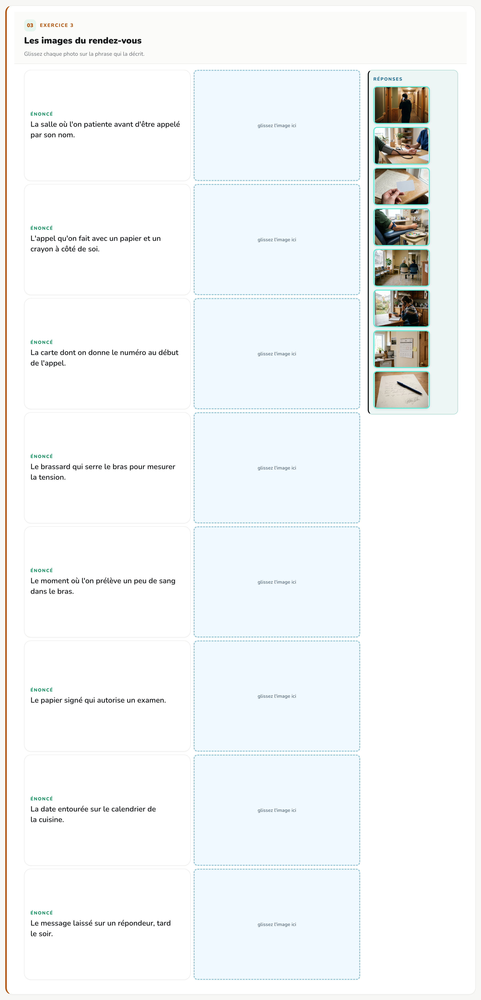 03 EXERCICE 3
Les images du rendez-vous
Glissez chaque photo sur la phrase qui la décrit.
ÉNONCÉ
La salle où l'on patiente avant d'être appelé
par son nom.
glissez l'image ici
ÉNONCÉ
L'appel qu'on fait avec un papier et un
crayon à côté de soi.
glissez l'image ici
ÉNONCÉ
La carte dont on donne le numéro au début
de l'appel.
glissez l'image ici
ÉNONCÉ
Le brassard qui serre le bras pour mesurer
la tension.
glissez l'image ici
ÉNONCÉ
Le moment où l'on prélève un peu de sang
dans le bras.
glissez l'image ici
ÉNONCÉ
Le papier signé qui autorise un examen.
glissez l'image ici
ÉNONCÉ
La date entourée sur le calendrier de
la cuisine.
glissez l'image ici
ÉNONCÉ
Le message laissé sur un répondeur, tard
le soir.
glissez l'image ici
RÉPONSES